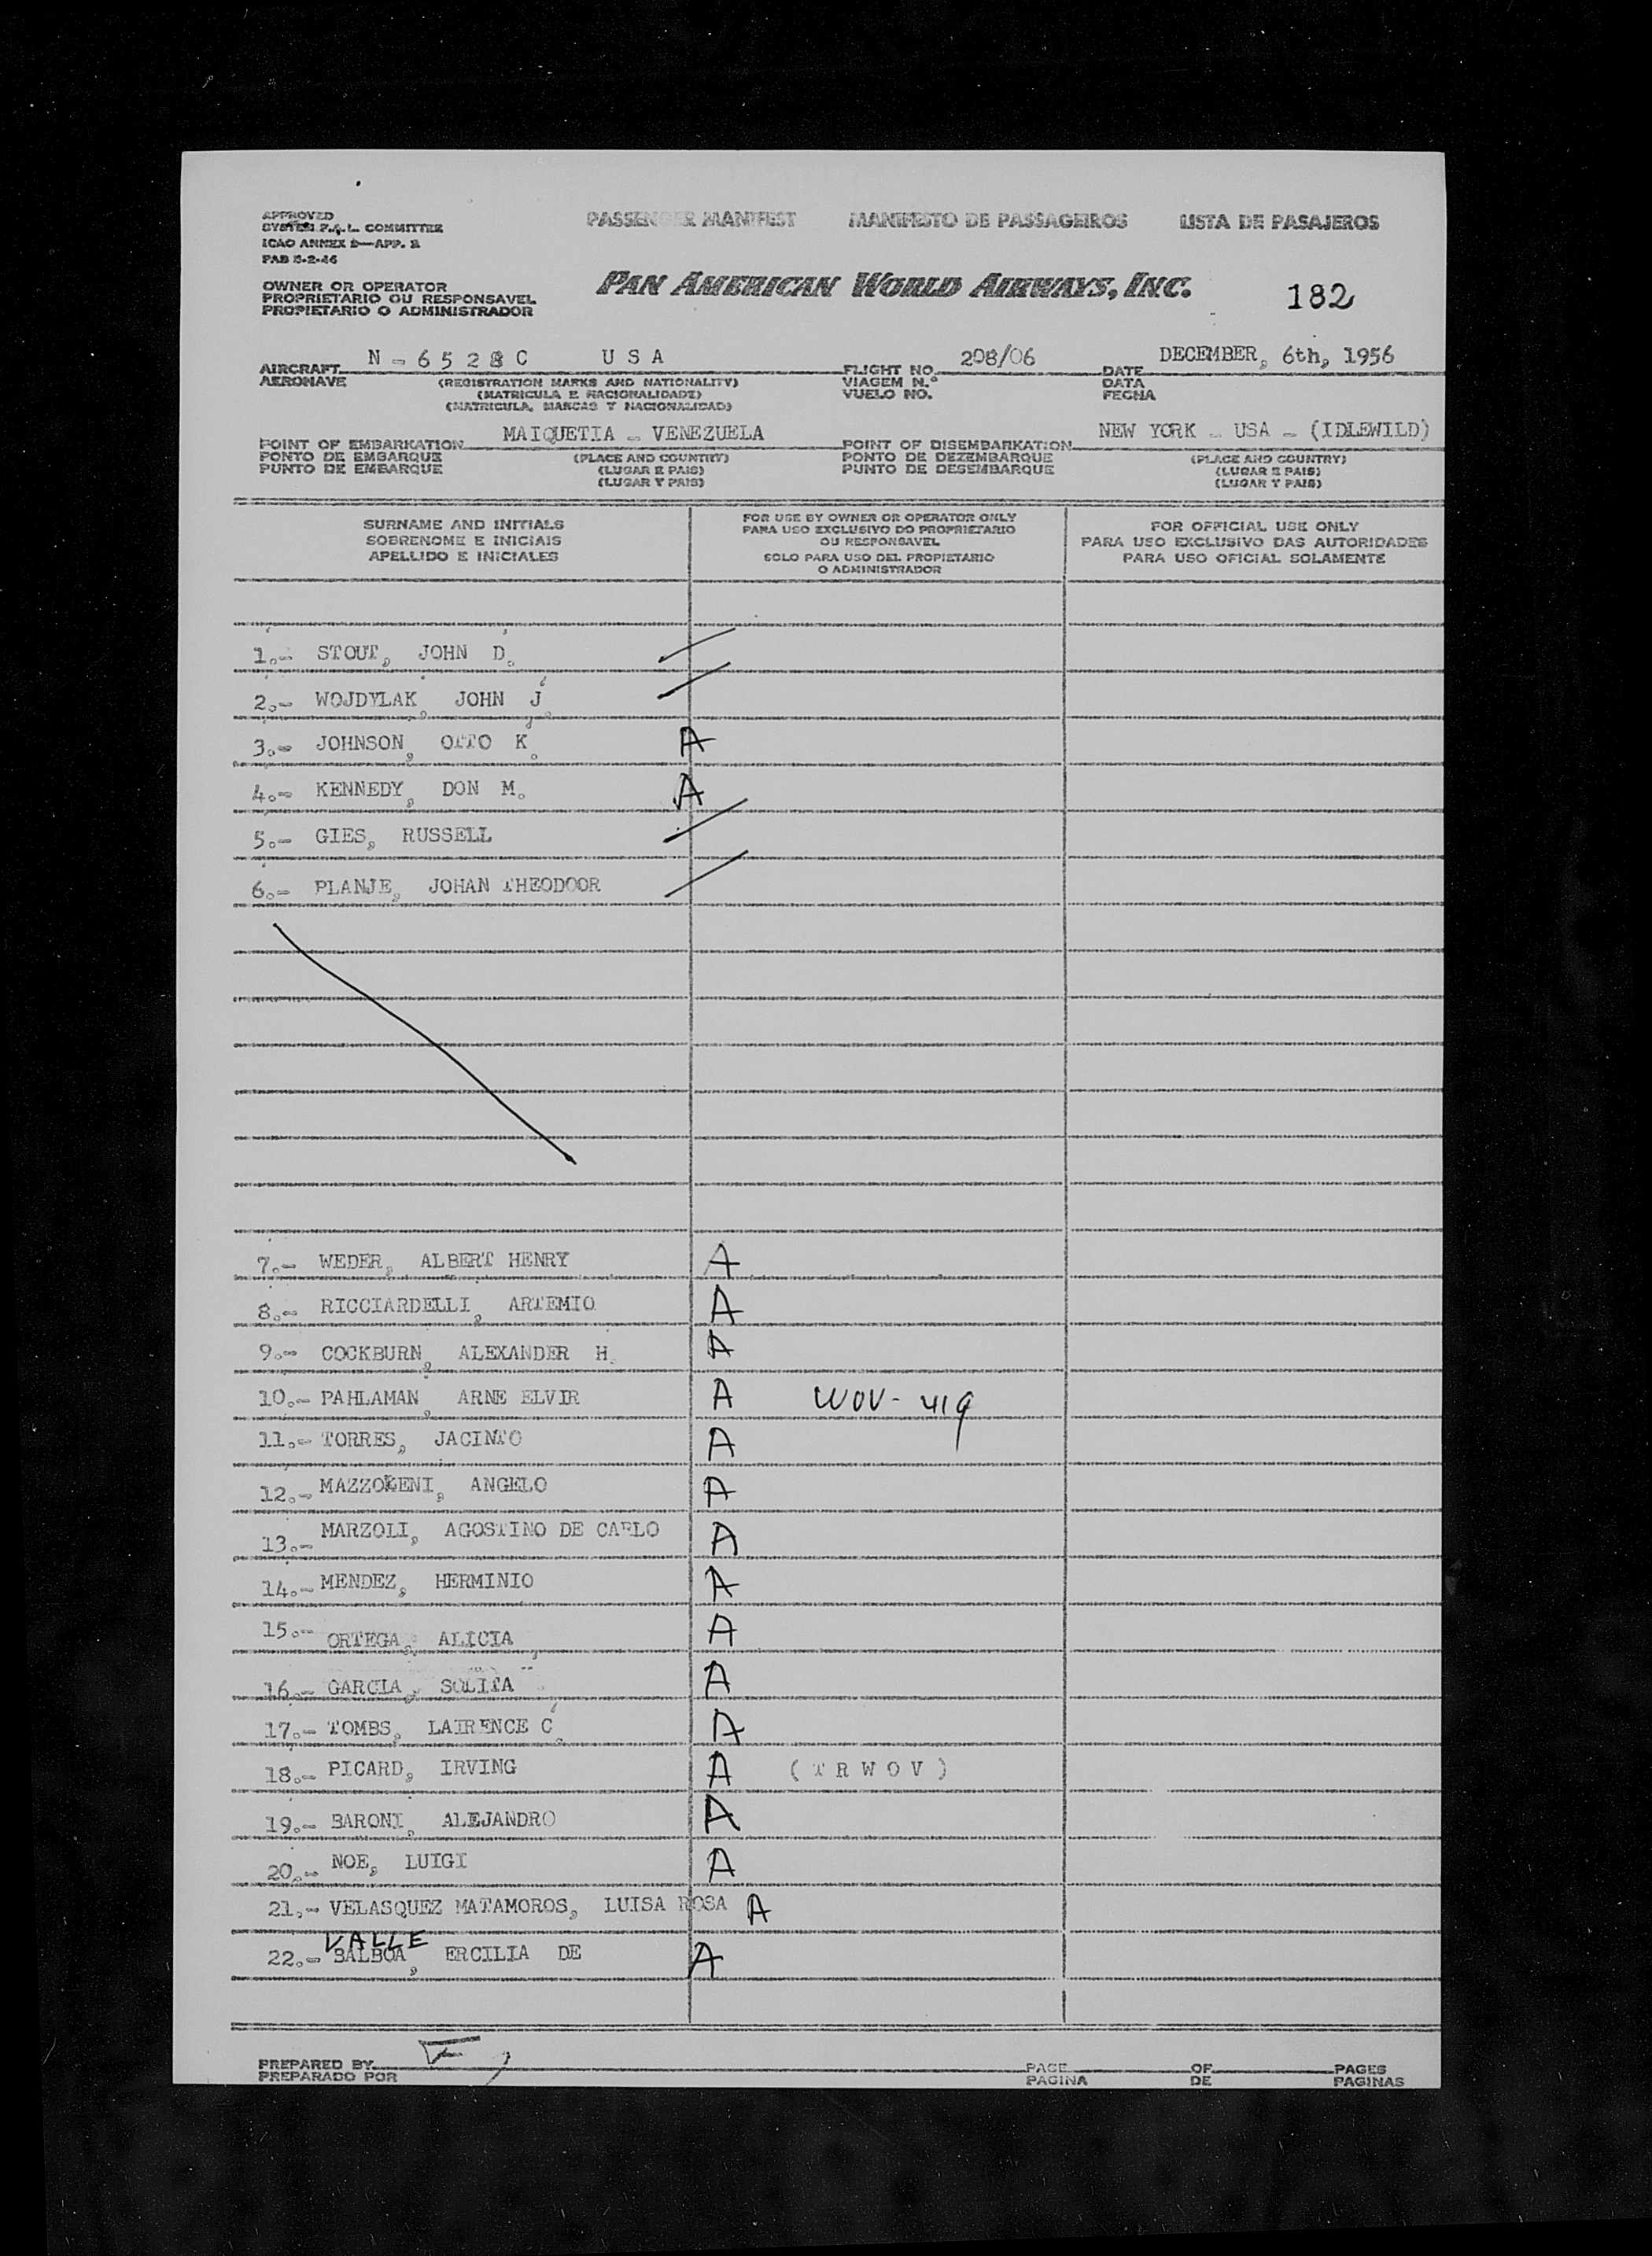 APPROVED
SYSTEM F.A.L. COMMITTEE
ICAO ANNEX 9—APP. 2
PAB 5-2-46
PASSENGER MANIFEST MANIFESTO DE PASSAGEIROS LISTA DE PASAJEROS
OWNER OR OPERATOR
PROPRIETARIO OU RESPONSAVEL
PROPIETARIO O ADMINISTRADOR
PAN AMERICAN WORLD AIRWAYS, INC.
182
AIRCRAFT N-6528C USA FLIGHT NO. 208/06 DATE DECEMBER, 6th, 1956
AERONAVE (REGISTRATION MARKS AND NATIONALITY) VIAGEM N.º DATA
(MATRICULA E NACIONALIDADE) VUELO NO. FECHA
(MATRICULA, MARCAS Y NACIONALIDAD)
POINT OF EMBARKATION MAIQUETIA - VENEZUELA POINT OF DISEMBARKATION NEW YORK - USA - (IDLEWILD)
PONTO DE EMBARQUE (PLACE AND COUNTRY) PONTO DE DEZEMBARQUE (PLACE AND COUNTRY)
PUNTO DE EMBARQUE (LUGAR E PAIS) PUNTO DE DESEMBARQUE (LUGAR E PAIS)
(LUGAR Y PAIS) (LUGAR Y PAIS)
SURNAME AND INITIALS
SOBRENOME E INICIAIS
APELLIDO E INICIALES
FOR USE BY OWNER OR OPERATOR ONLY
PARA USO EXCLUSIVO DO PROPRIETARIO
OU RESPONSAVEL
SOLO PARA USO DEL PROPIETARIO
O ADMINISTRADOR
FOR OFFICIAL USE ONLY
PARA USO EXCLUSIVO DAS AUTORIDADES
PARA USO OFICIAL SOLAMENTE
1.- STOUT, JOHN D.
2.- WOJDYLAK, JOHN J.
3.- JOHNSON, OTTO K. A
4.- KENNEDY, DON M. A
5.- GIES, RUSSELL
6.- PLANJE, JOHAN THEODOOR
7.- WEDER, ALBERT HENRY A
8.- RICCIARDELLI, ARTEMIO A
9.- COCKBURN, ALEXANDER H. A
10.- PAHLAMAN, ARNE ELVIR A WOV-419
11.- TORRES, JACINTO A
12.- MAZZOLENI, ANGELO A
13.- MARZOLI, AGOSTINO DE CARLO A
14.- MENDEZ, HERMINIO A
15.- ORTEGA, ALICIA A
16.- GARCIA, SOLITA A
17.- TOMBS, LAIRENCE C. A
18.- PICARD, IRVING A (TRWOV)
19.- BARONI, ALEJANDRO A
20.- NOE, LUIGI A
21.- VELASQUEZ MATAMOROS, LUISA ROSA A
VALLE
22.- BALBOA, ERCILIA DE A
PREPARED BY PAGE OF PAGES
PREPARADO POR PAGINA DE PAGINAS